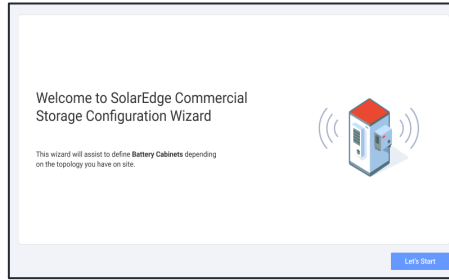 Welcome to SolarEdge Commercial
Storage Configuration Wizard
This wizard will assist to define Battery Cabinets depending
on the topology you have on site.
Let's Start